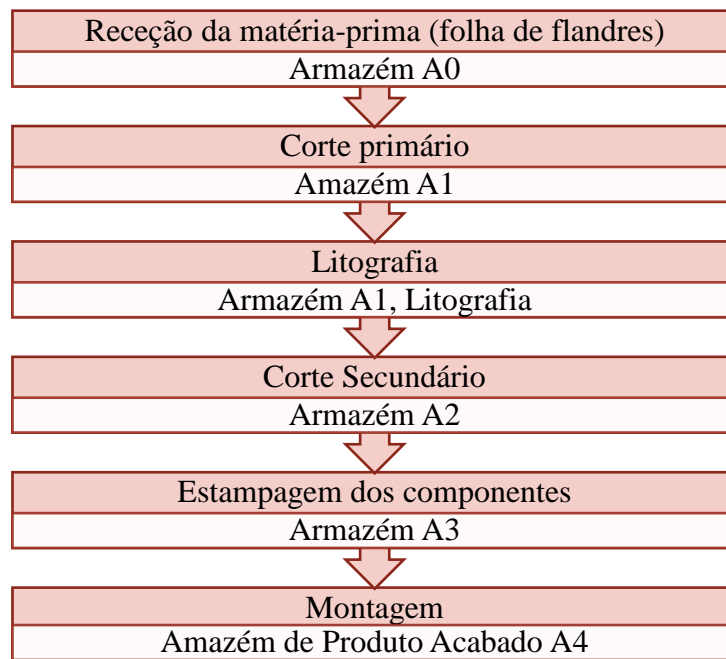 Receção da matéria-prima (folha de flandres)
Armazém A0
Corte primário
Amazém A1
Litografia
Armazém A1, Litografia
Corte Secundário
Armazém A2
Estampagem dos componentes
Armazém A3
Montagem
Amazém de Produto Acabado A4